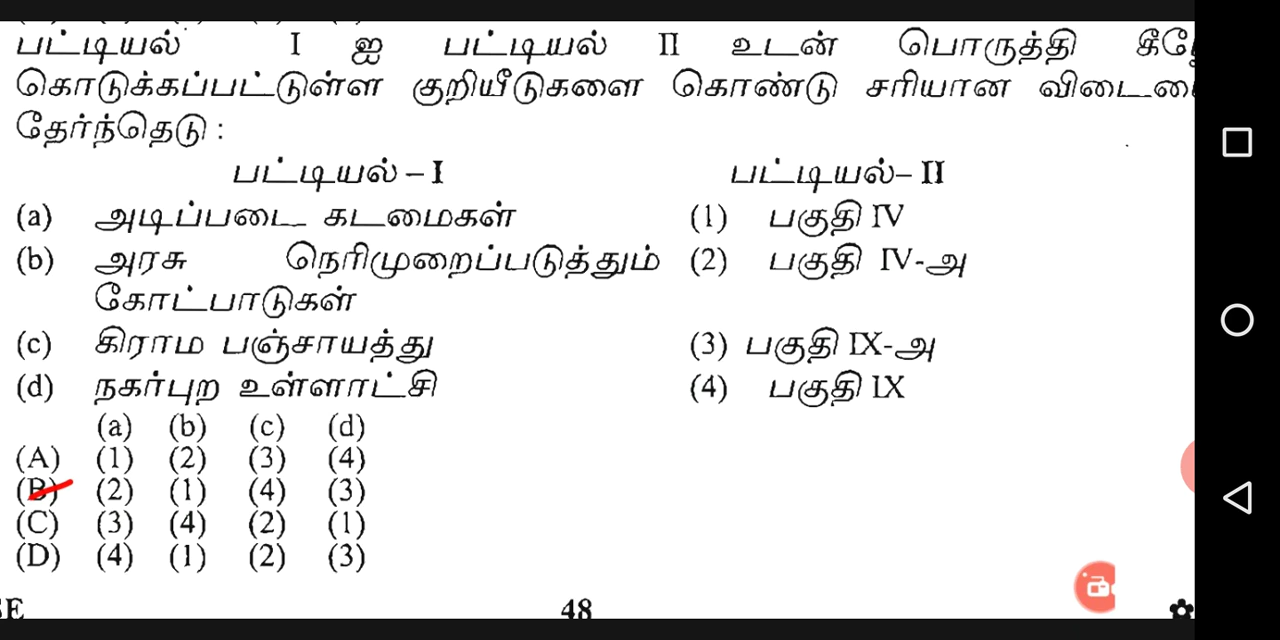 பட்டியல் I ஐ பட்டியல் II உடன் பொருத்தி
கொடுக்கப்பட்டுள்ள குறியீடுகளை கொண்டு சரியான
தேர்ந்தெடு :
பட்டியல் – I பட்டியல்– II
(a) அடிப்படை கடமைகள் (1) பகுதி IV
(b) அரசு நெரிமுறைப்படுத்தும் (2) பகுதி IV-அ
கோட்பாடுகள்
(c) கிராம பஞ்சாயத்து (3) பகுதி IX-அ
(d) நகர்புற உள்ளாட்சி (4) பகுதி IX
(a) (b) (c) (d)
(A) (1) (2) (3) (4)
(B) (2) (1) (4) (3)
(C) (3) (4) (2) (1)
(D) (4) (1) (2) (3)
48